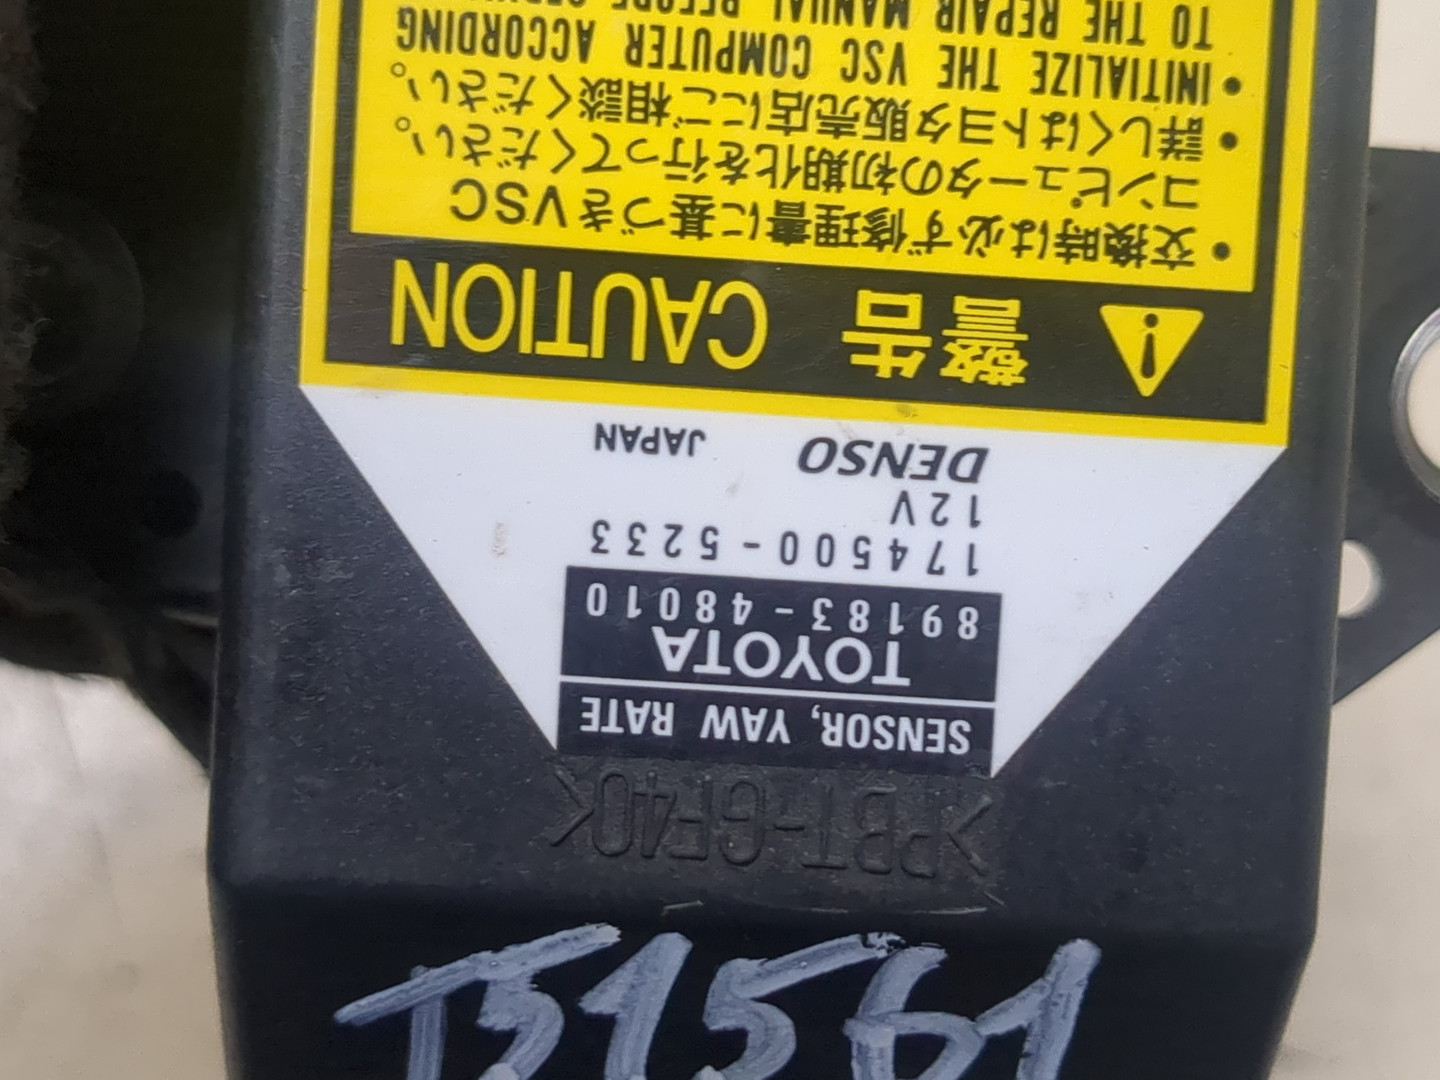 >PBT-GF40<
SENSOR, YAW RATE
TOYOTA
89183-48010
174500-5233
12V
DENSO JAPAN
警告 CAUTION
・交換時は必ず修理書に基づきVSC
コンピュータの初期化を行ってください。
・詳しくはトヨタ販売店にご相談ください。
・INITIALIZE THE VSC COMPUTER ACCORDING
TO THE REPAIR MANUAL BEFORE
T51561